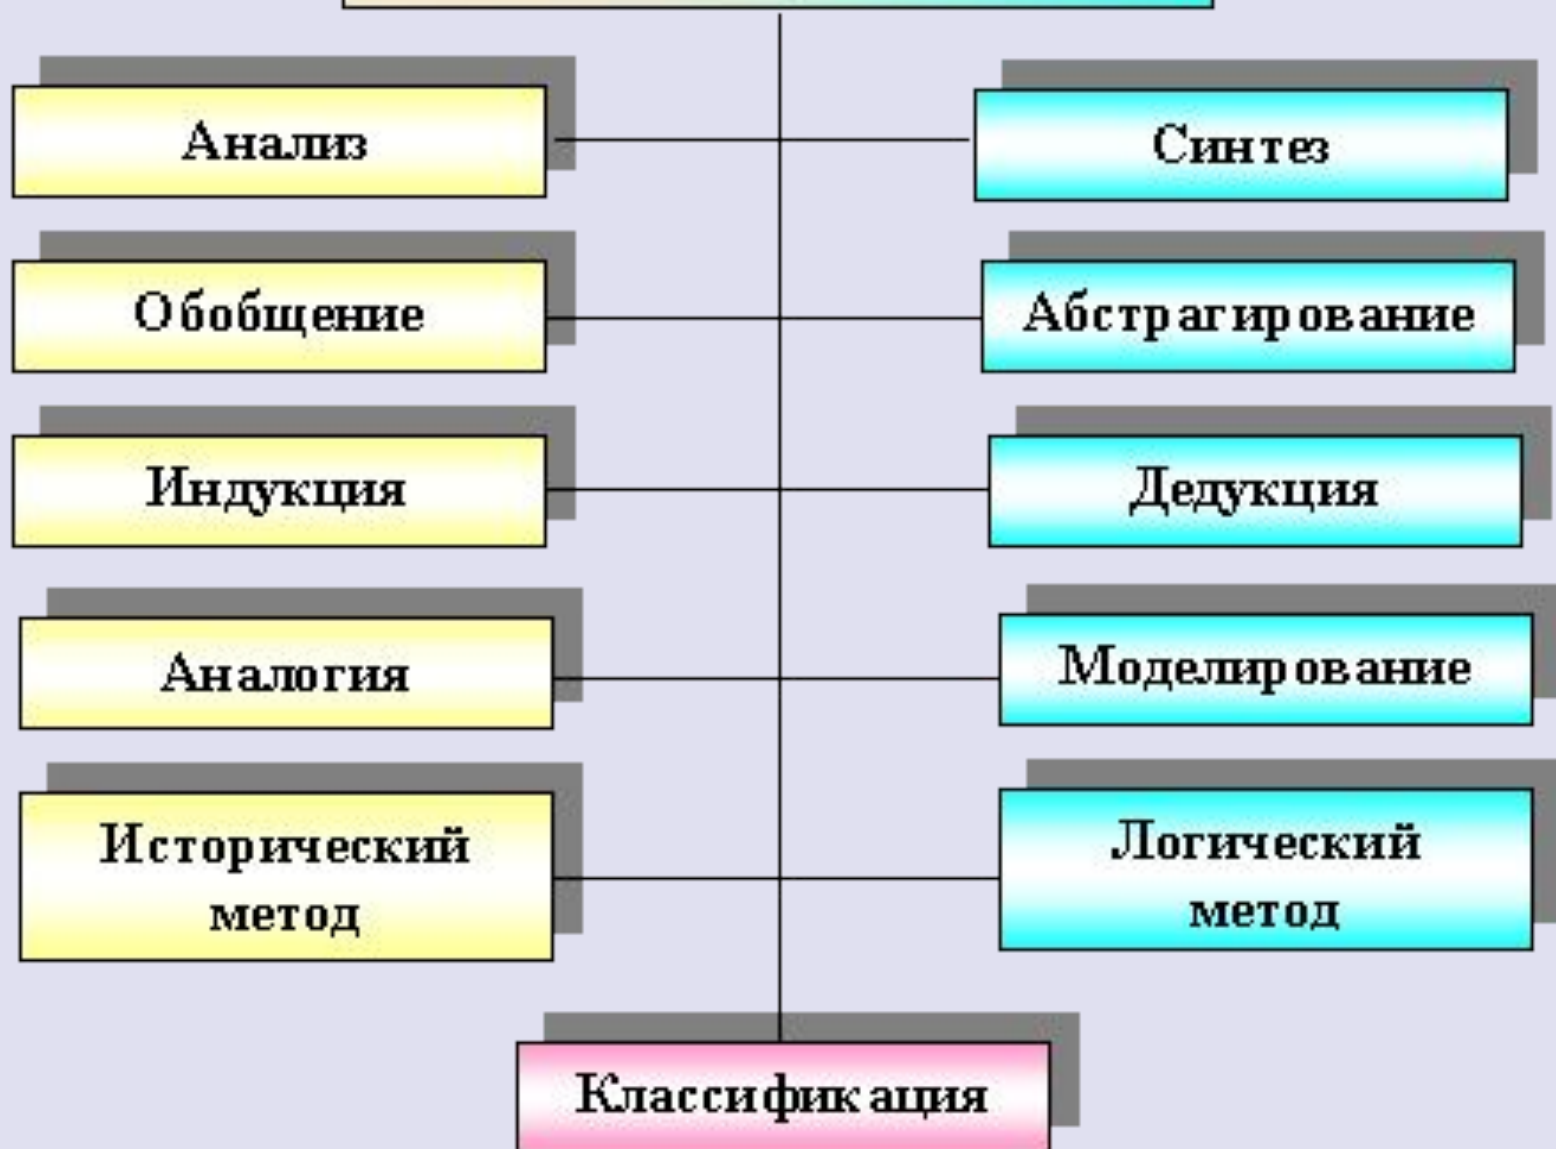 Анализ
Синтез
Обобщение
Абстрагирование
Индукция
Дедукция
Аналогия
Моделирование
Исторический
метод
Логический
метод
Классификация